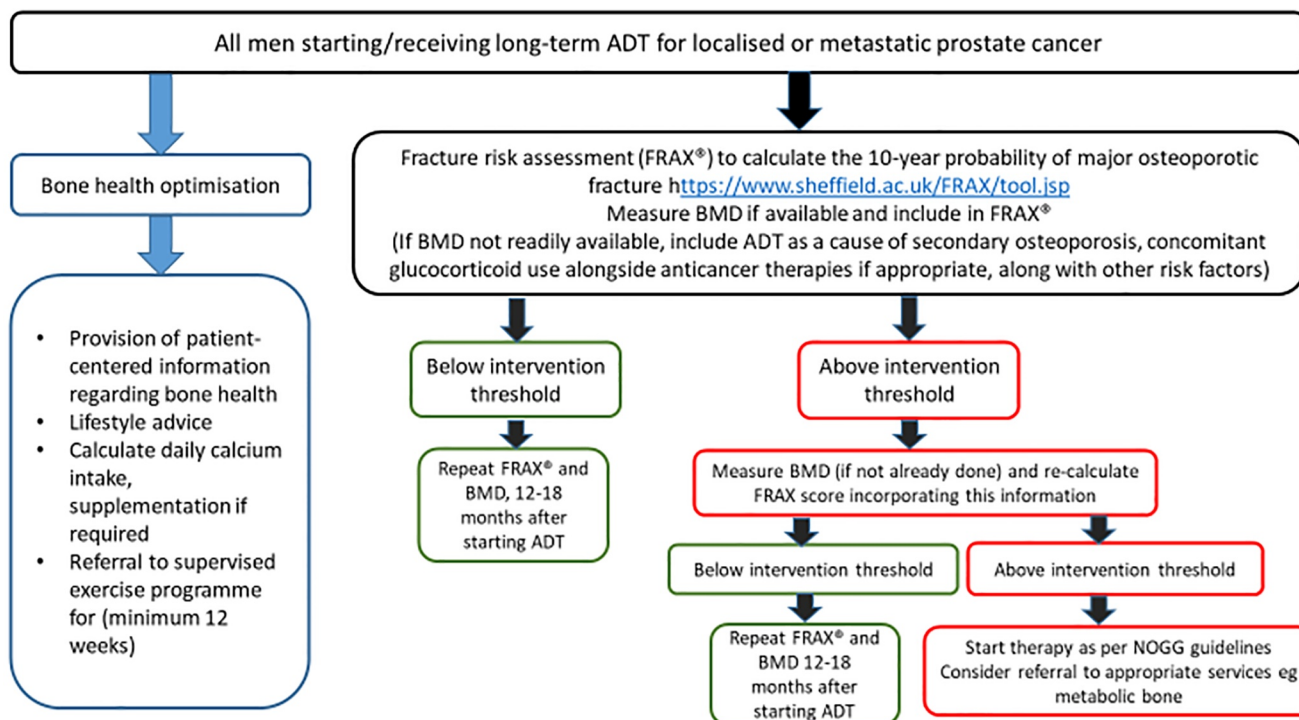 All men starting/receiving long-term ADT for localised or metastatic prostate cancer
Bone health optimisation
• Provision of patient-
centered information
regarding bone health
• Lifestyle advice
• Calculate daily calcium
intake,
supplementation if
required
• Referral to supervised
exercise programme
for (minimum 12
weeks)
Fracture risk assessment (FRAX®) to calculate the 10-year probability of major osteoporotic
fracture https://www.sheffield.ac.uk/FRAX/tool.jsp
Measure BMD if available and include in FRAX®
(If BMD not readily available, include ADT as a cause of secondary osteoporosis, concomitant
glucocorticoid use alongside anticancer therapies if appropriate, along with other risk factors)
Below intervention
threshold
Repeat FRAX® and
BMD, 12-18
months after
starting ADT
Above intervention
threshold
Measure BMD (if not already done) and re-calculate
FRAX score incorporating this information
Below intervention threshold
Repeat FRAX® and
BMD 12-18
months after
starting ADT
Above intervention threshold
Start therapy as per NOGG guidelines
Consider referral to appropriate services eg
metabolic bone